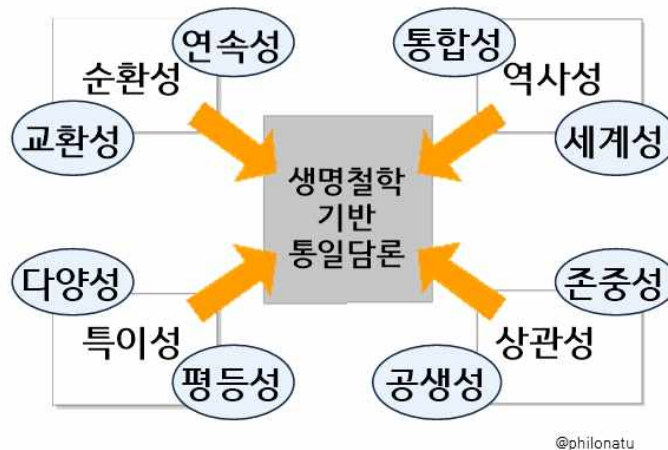 연속성
순환성
교환성
통합성
역사성
세계성
생명철학
기반
통일담론
다양성
특이성
평등성
존중성
상관성
공생성
@philonatu